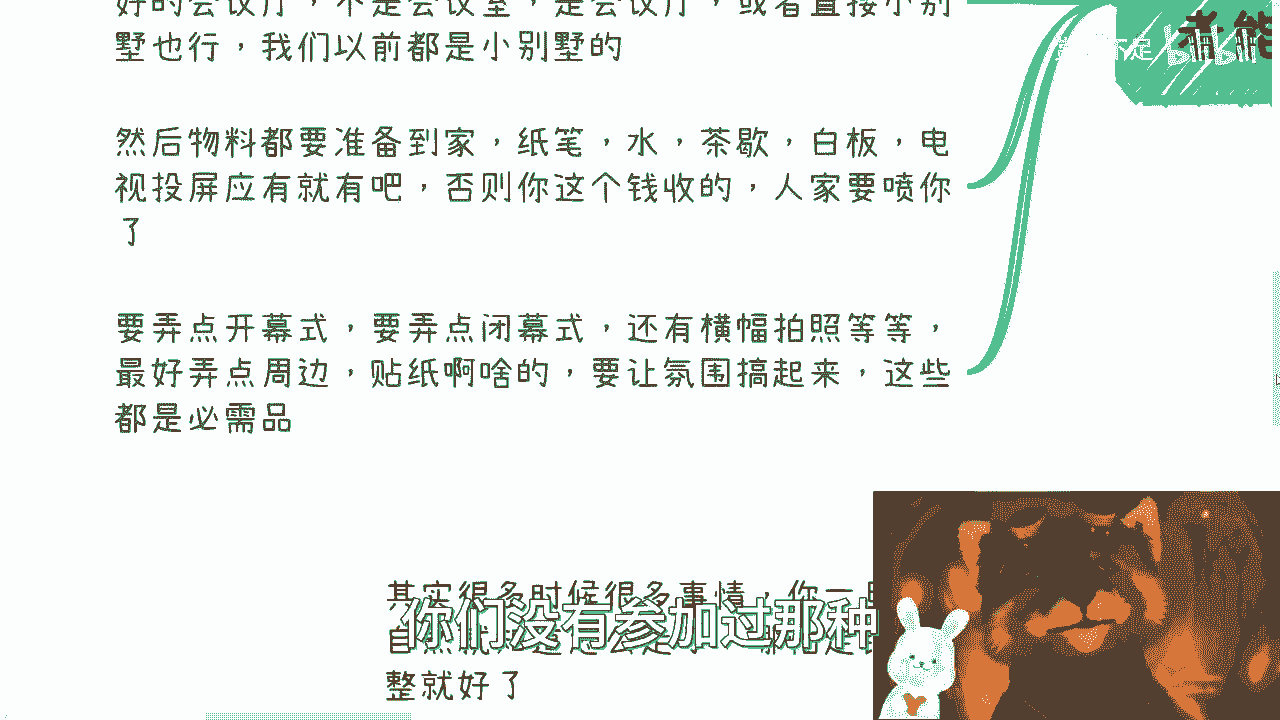 好的会议厅，不是会议室，是会议厅，或者直接小别
墅也行，我们以前都是小别墅的
然后物料都要准备到家，纸笔，水，茶歇，白板，电
视投屏应有就有吧，否则你这个钱收的，人家要喷你
了
要弄点开幕式，要弄点闭幕式，还有横幅拍照等等，
最好弄点周边，贴纸啊啥的，要让氛围搞起来，这些
都是必需品
其实很多时候很多事情，你一
你们没有参加过那种
整就好了